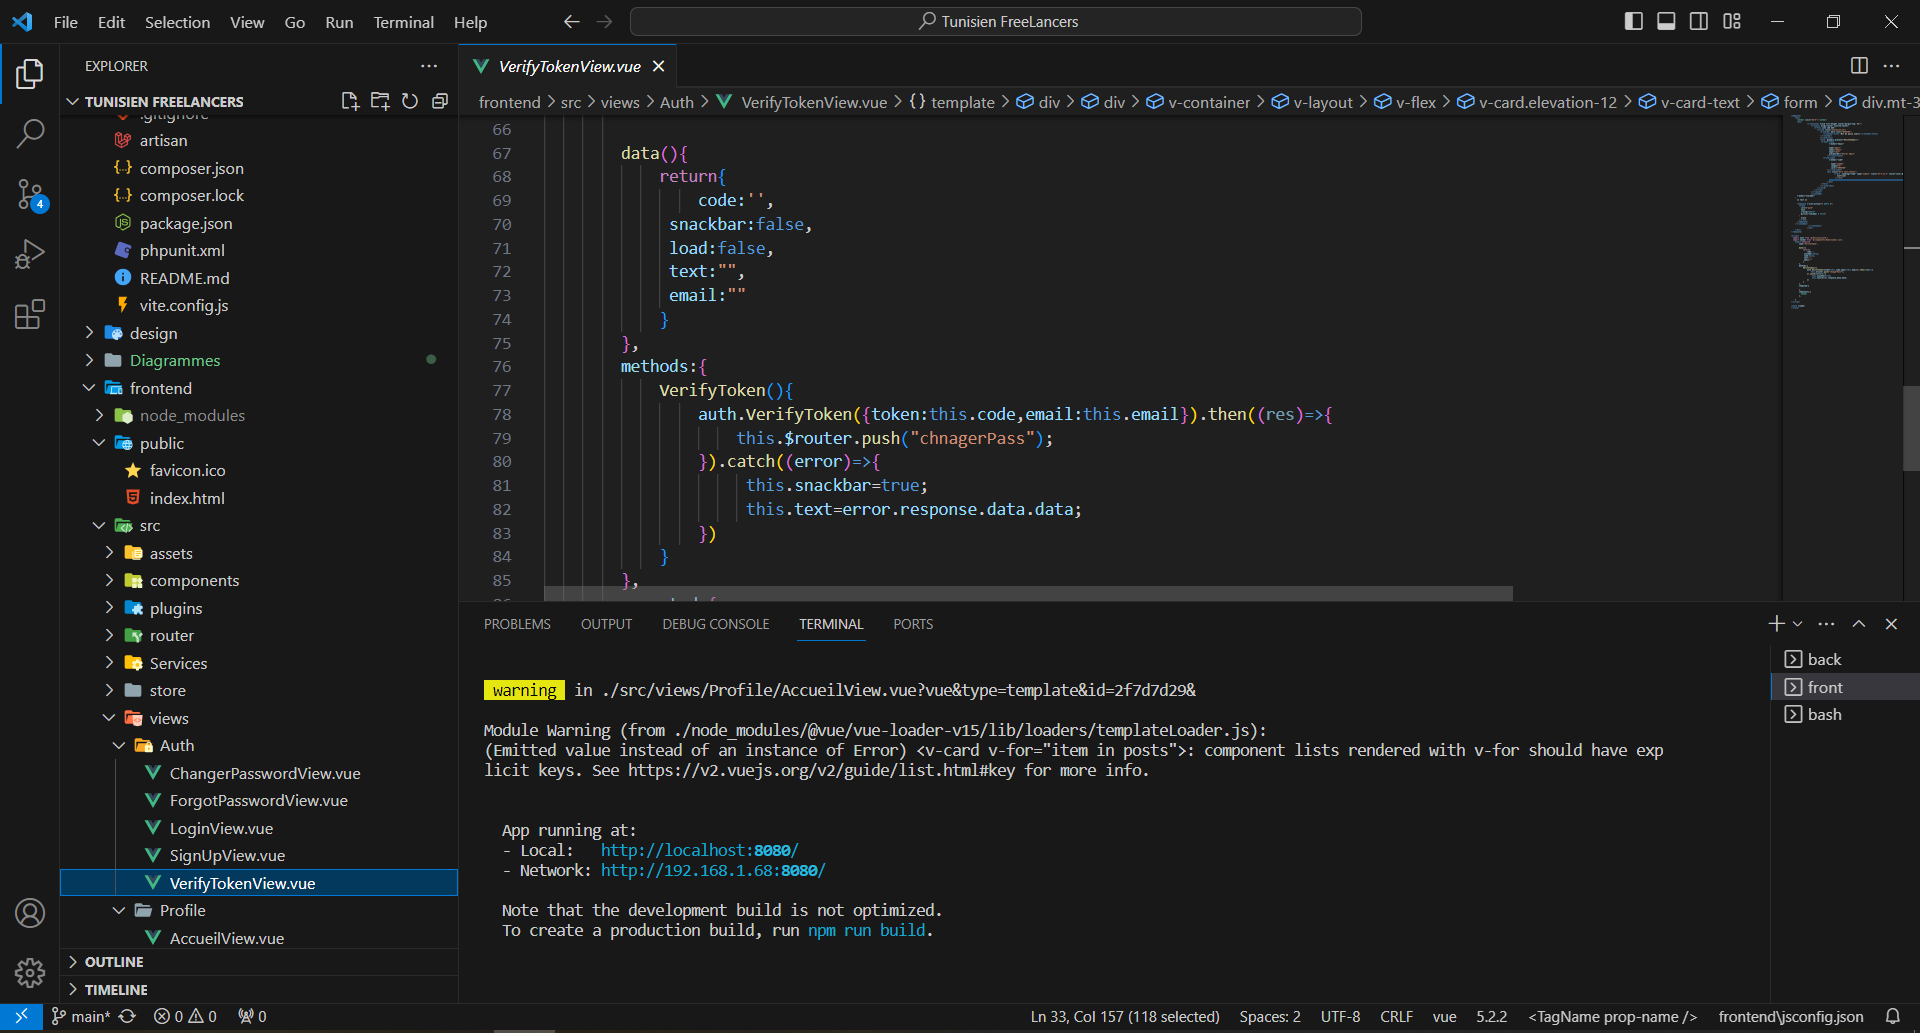 File Edit Selection View Go Run Terminal Help
Tunisien FreeLancers
EXPLORER
TUNISIEN FREELANCERS
.gitignore
artisan
composer.json
composer.lock
package.json
phpunit.xml
README.md
vite.config.js
design
Diagrammes
frontend
node_modules
public
favicon.ico
index.html
src
assets
components
plugins
router
Services
store
views
Auth
ChangerPasswordView.vue
ForgotPasswordView.vue
LoginView.vue
SignUpView.vue
VerifyTokenView.vue
Profile
AccueilView.vue
OUTLINE
TIMELINE
4
VerifyTokenView.vue
frontend > src > views > Auth > VerifyTokenView.vue > {} template > div > div > v-container > v-layout > v-flex > v-card.elevation-12 > v-card-text > form > div.mt-3
66
67 data(){
68 return{
69 code:'',
70 snackbar:false,
71 load:false,
72 text:"",
73 email:""
74 }
75 },
76 methods:{
77 VerifyToken(){
78 auth.VerifyToken({token:this.code,email:this.email}).then((res)=>{
79 this.$router.push("chnagerPass");
80 }).catch((error)=>{
81 this.snackbar=true;
82 this.text=error.response.data.data;
83 })
84 }
85 },
PROBLEMS OUTPUT DEBUG CONSOLE TERMINAL PORTS
warning in ./src/views/Profile/AccueilView.vue?vue&type=template&id=2f7d7d29&
Module Warning (from ./node_modules/@vue/vue-loader-v15/lib/loaders/templateLoader.js):
(Emitted value instead of an instance of Error) <v-card v-for="item in posts">: component lists rendered with v-for should have exp
licit keys. See https://v2.vuejs.org/v2/guide/list.html#key for more info.
App running at:
- Local: http://localhost:8080/
- Network: http://192.168.1.68:8080/
Note that the development build is not optimized.
To create a production build, run npm run build.
back
front
bash
main* 0 0 0
Ln 33, Col 157 (118 selected) Spaces: 2 UTF-8 CRLF vue 5.2.2 <TagName prop-name /> frontend\jsconfig.json